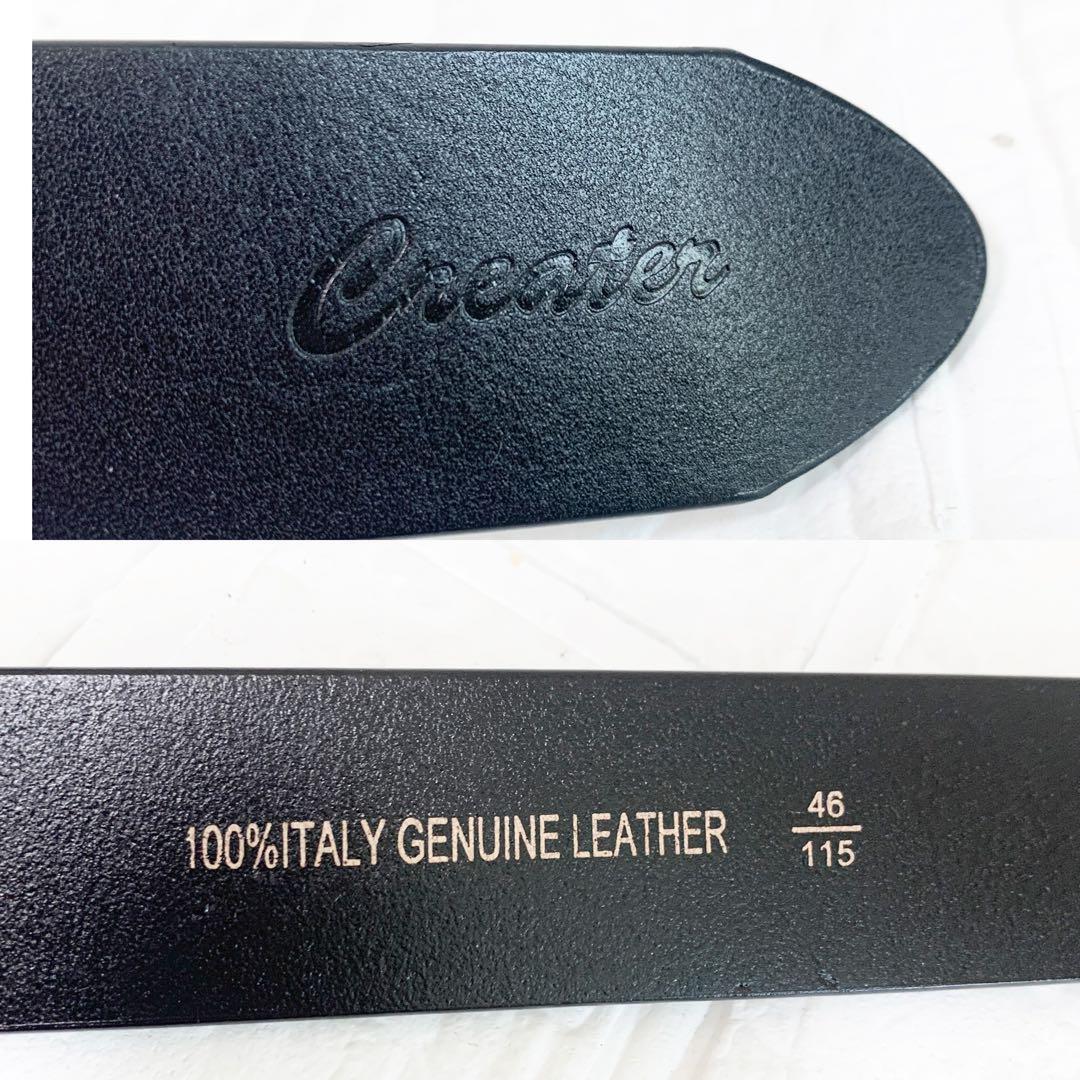 Creater
100%ITALY GENUINE LEATHER
46
115